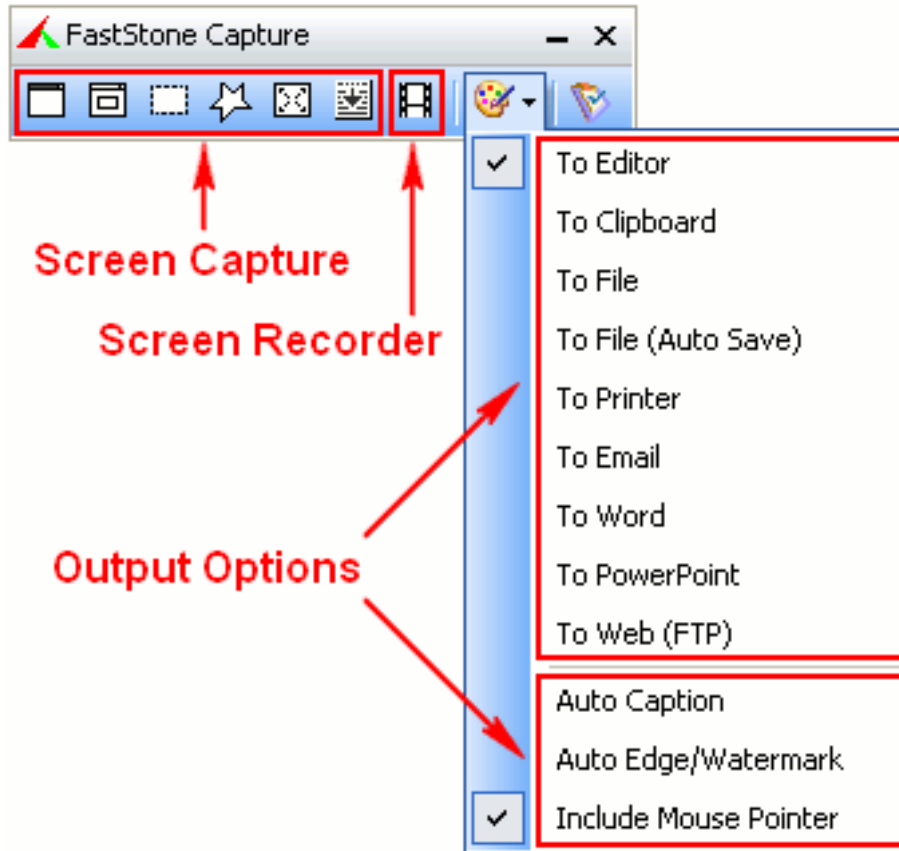 FastStone Capture
Screen Capture
Screen Recorder
Output Options
To Editor
To Clipboard
To File
To File (Auto Save)
To Printer
To Email
To Word
To PowerPoint
To Web (FTP)
Auto Caption
Auto Edge/Watermark
Include Mouse Pointer